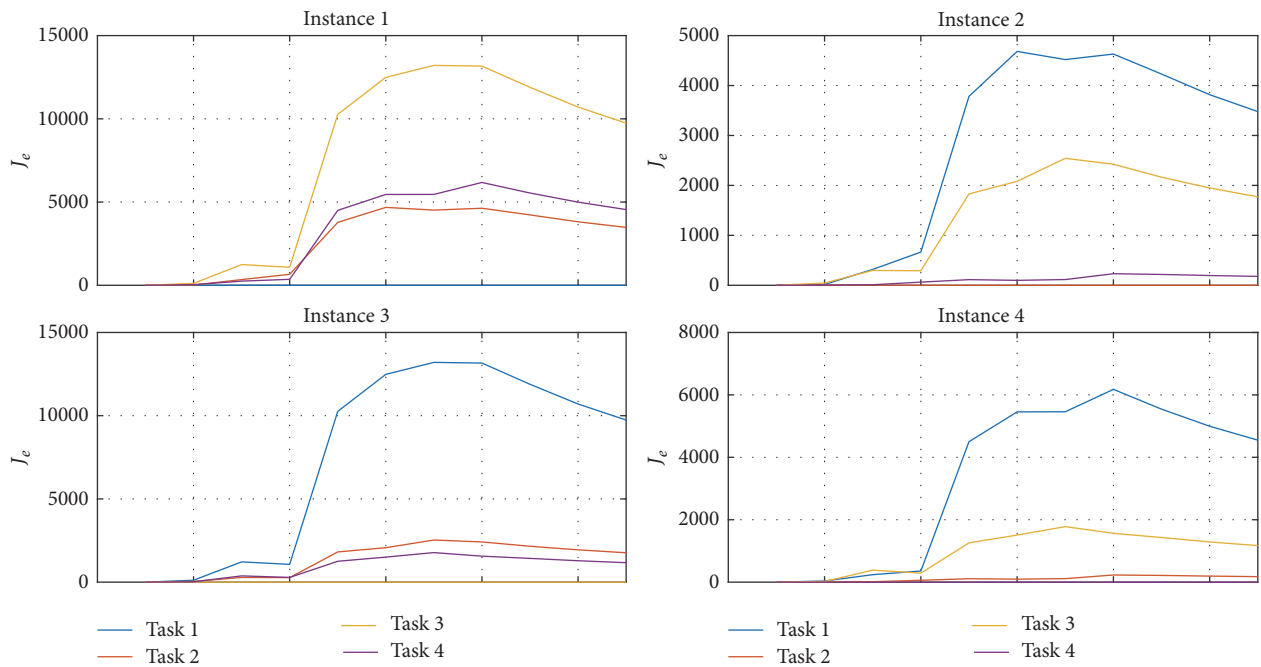 Instance 1
15000
10000
5000
0
J_e
Instance 2
5000
4000
3000
2000
1000
0
J_e
Instance 3
15000
10000
5000
0
J_e
Instance 4
8000
6000
4000
2000
0
J_e
Task 1
Task 2
Task 3
Task 4
Task 1
Task 2
Task 3
Task 4